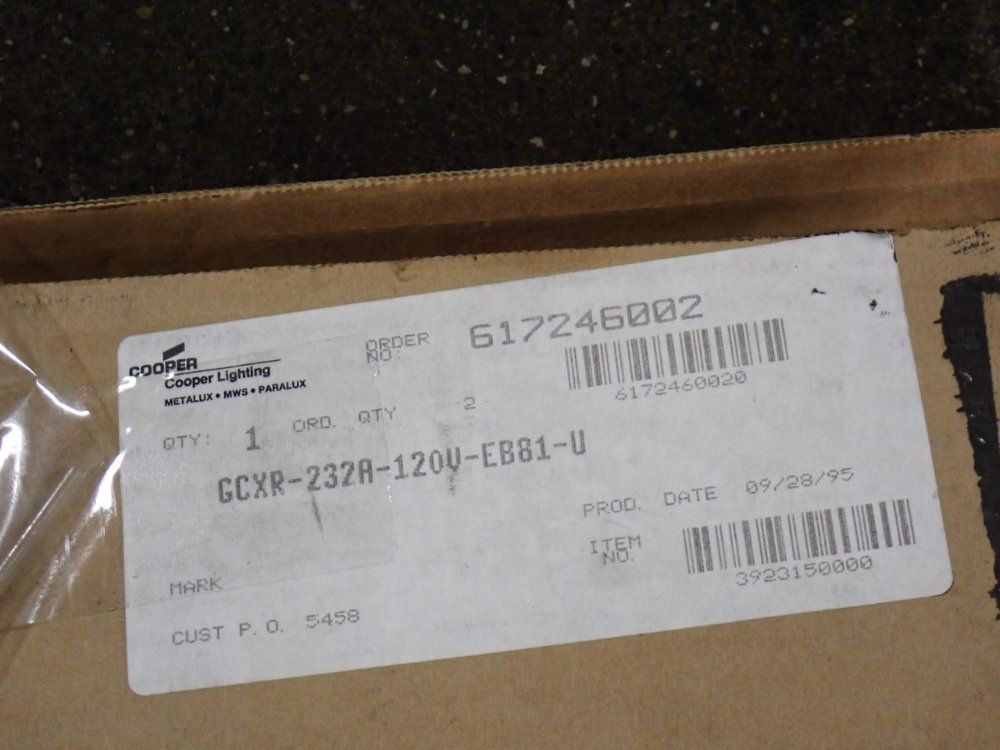 COOPER
Cooper Lighting
METALUX • MWS • PARALUX
ORDER NO: 617246002
6172460020
QTY: 1 ORD. QTY 2
GCXR-232A-120V-EB81-U
PROD. DATE 09/28/95
ITEM NO.
3923150000
MARK
CUST P.O. 5458